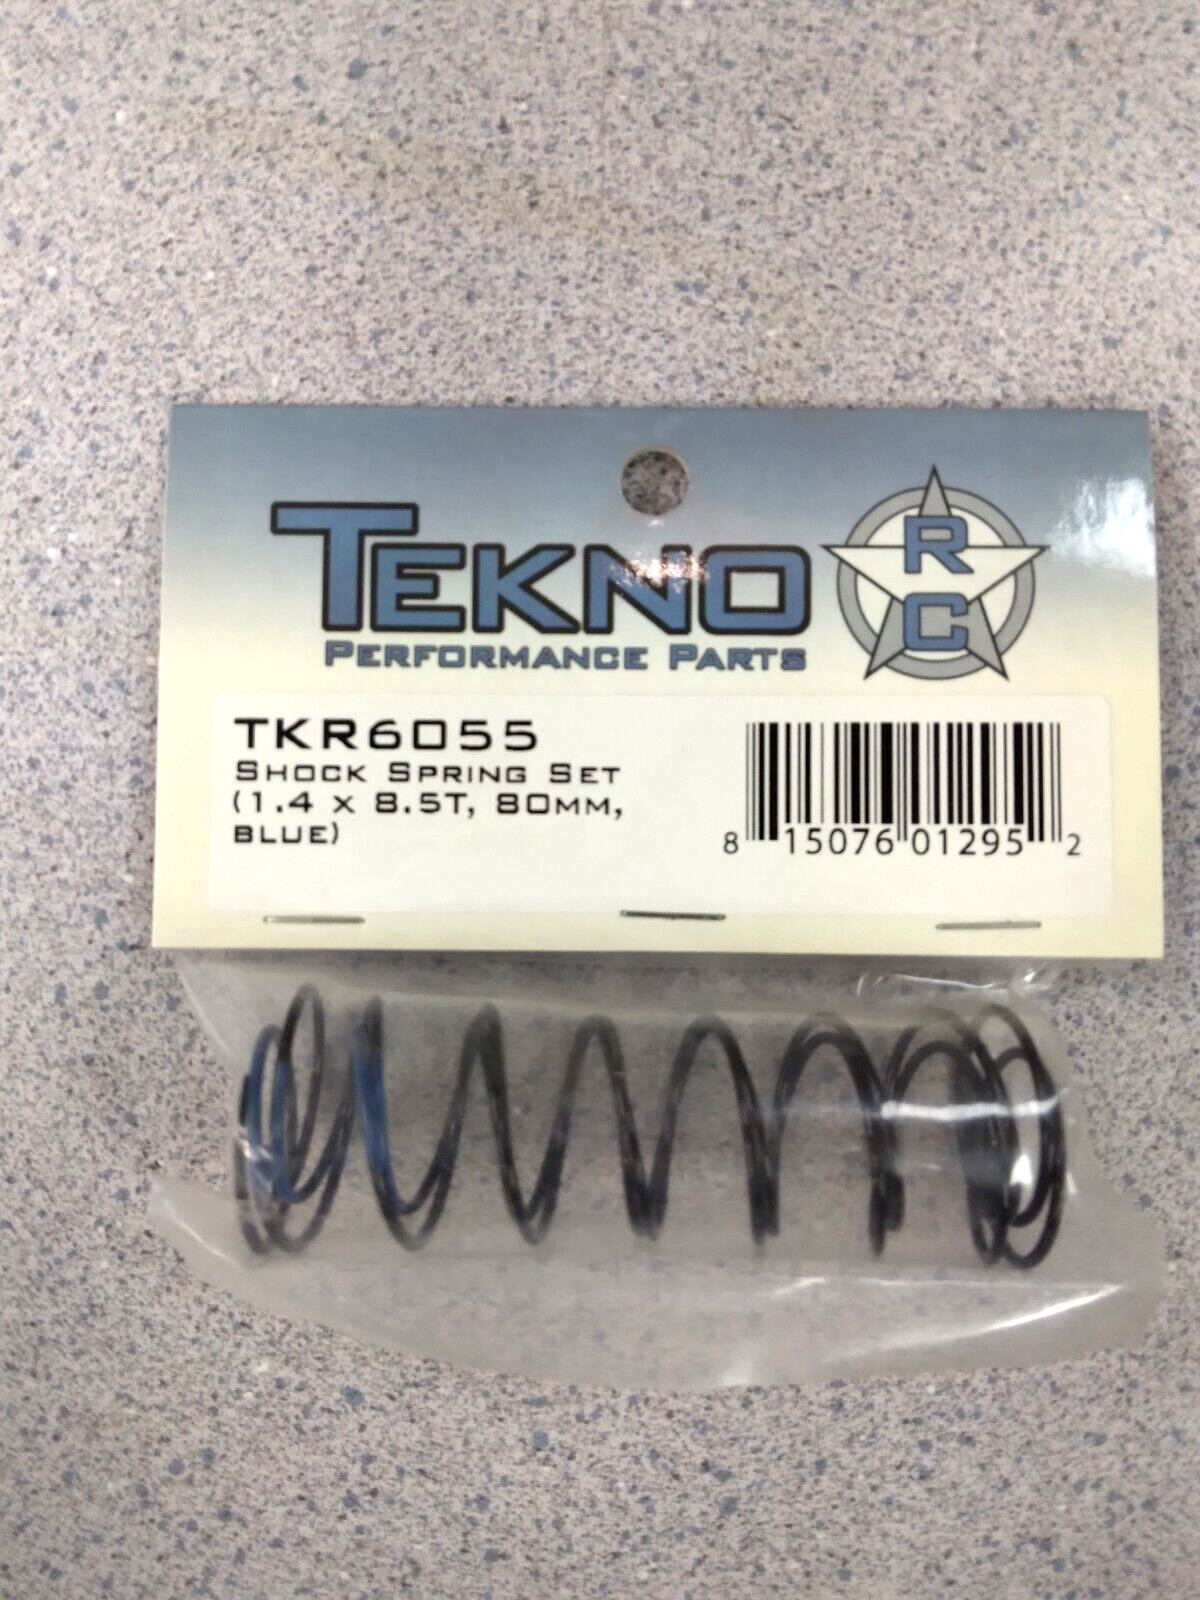 TEKNO
RC
PERFORMANCE PARTS
TKR6055
SHOCK SPRING SET
(1.4 x 8.5T, 80MM,
BLUE)
8 15076 01295 2